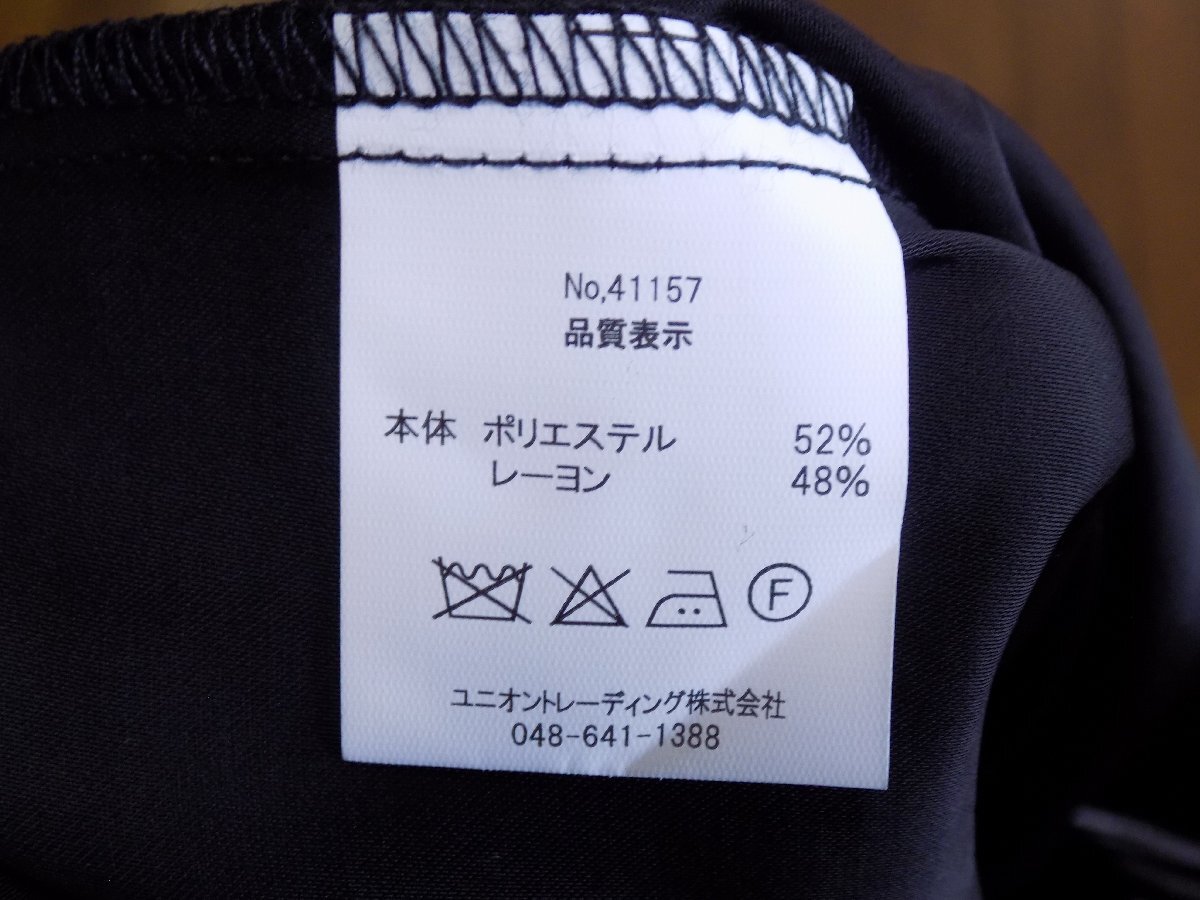 No,41157
品質表示
本体 ポリエステル 52%
レーヨン 48%
F
ユニオントレーディング株式会社
048-641-1388